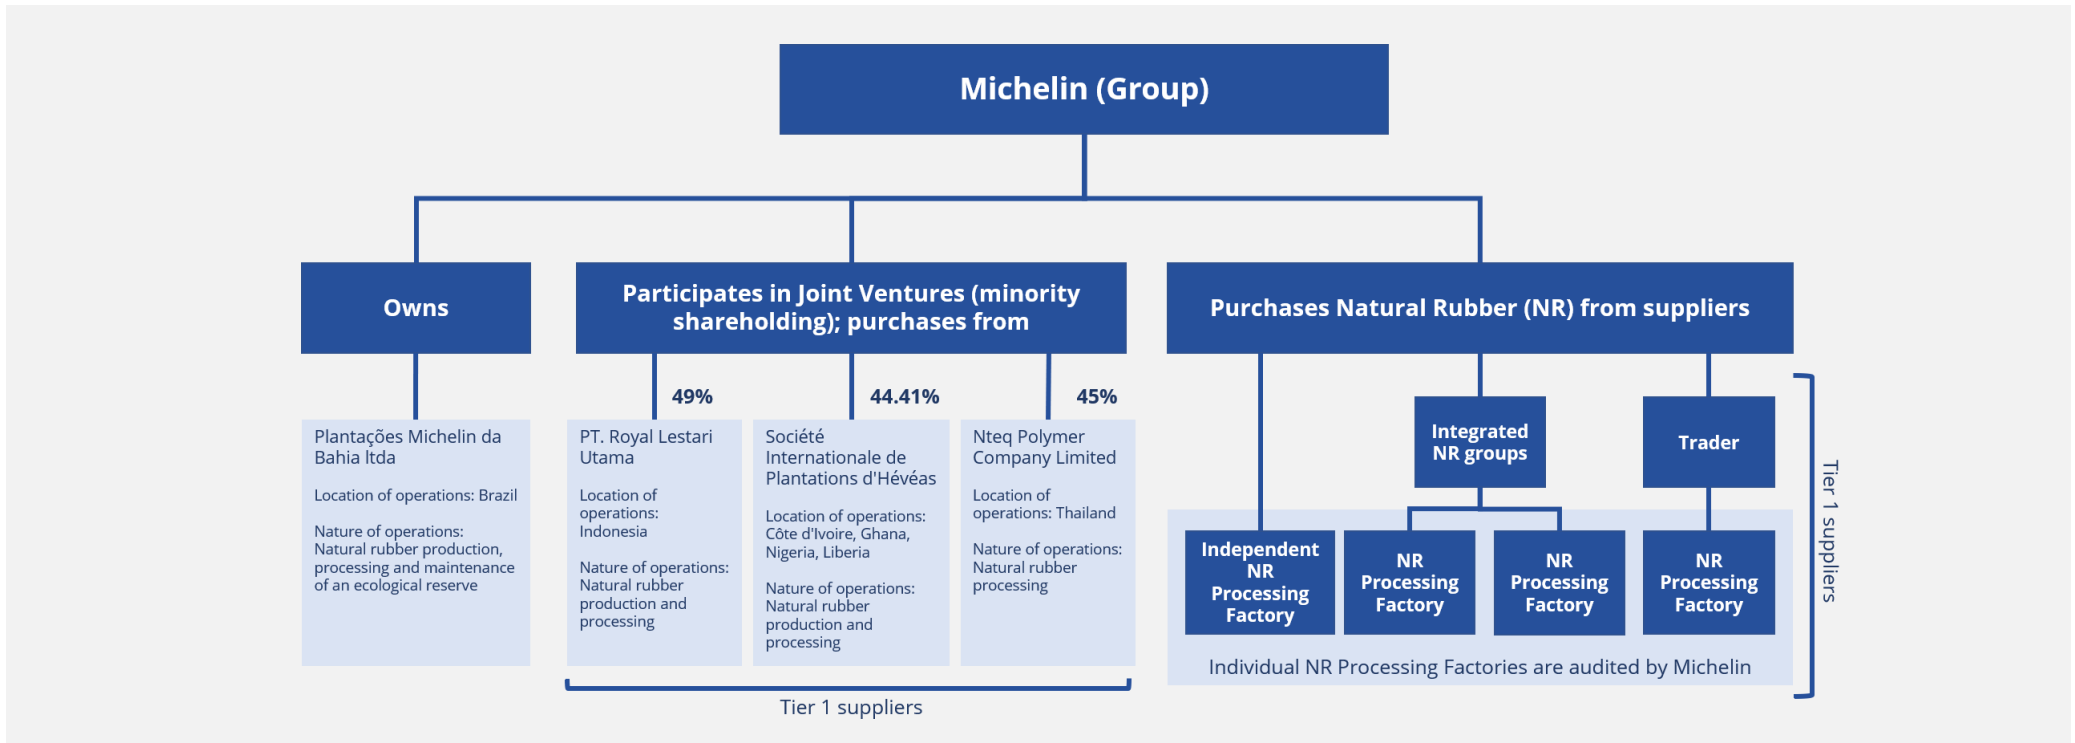 Michelin (Group)
Owns
Participates in Joint Ventures (minority
shareholding); purchases from
Purchases Natural Rubber (NR) from suppliers
49%
44.41%
45%
Plantações Michelin da
Bahia ltda
Location of operations: Brazil
Nature of operations:
Natural rubber production,
processing and maintenance
of an ecological reserve
PT. Royal Lestari
Utama
Location of
operations:
Indonesia
Nature of operations:
Natural rubber
production and
processing
Société
Internationale de
Plantations d'Hévéas
Location of operations:
Côte d'Ivoire, Ghana,
Nigeria, Liberia
Nature of operations:
Natural rubber
production and
processing
Nteq Polymer
Company Limited
Location of
operations: Thailand
Nature of operations:
Natural rubber
processing
Tier 1 suppliers
Integrated
NR groups
Trader
Independent
NR
Processing
Factory
NR
Processing
Factory
NR
Processing
Factory
NR
Processing
Factory
Individual NR Processing Factories are audited by Michelin
Tier 1 suppliers